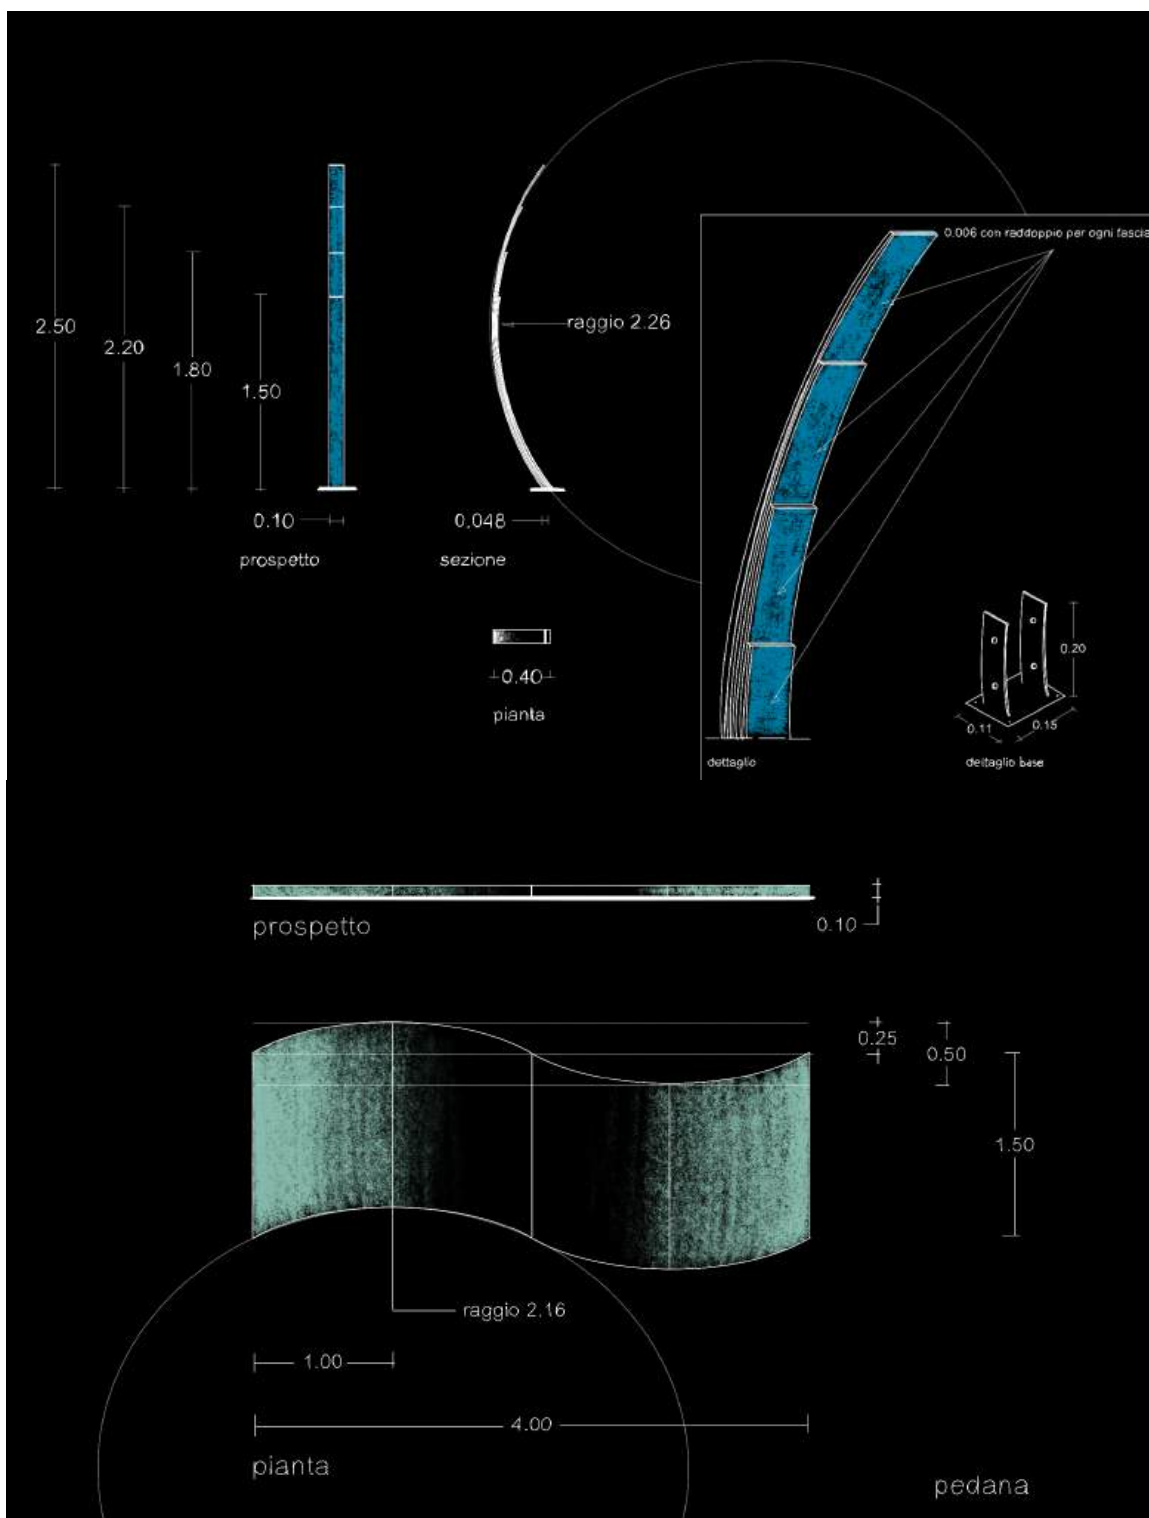 0.006 con raddoppio per ogni fascia
2.50
2.20
1.80
1.50
raggio 2.26
0.10
0.048
prospetto
sezione
0.40
pianta
0.20
0.11
0.15
dettaglio
dettaglio base
prospetto
0.10
0.25
0.50
1.50
raggio 2.16
1.00
4.00
pianta
pedana